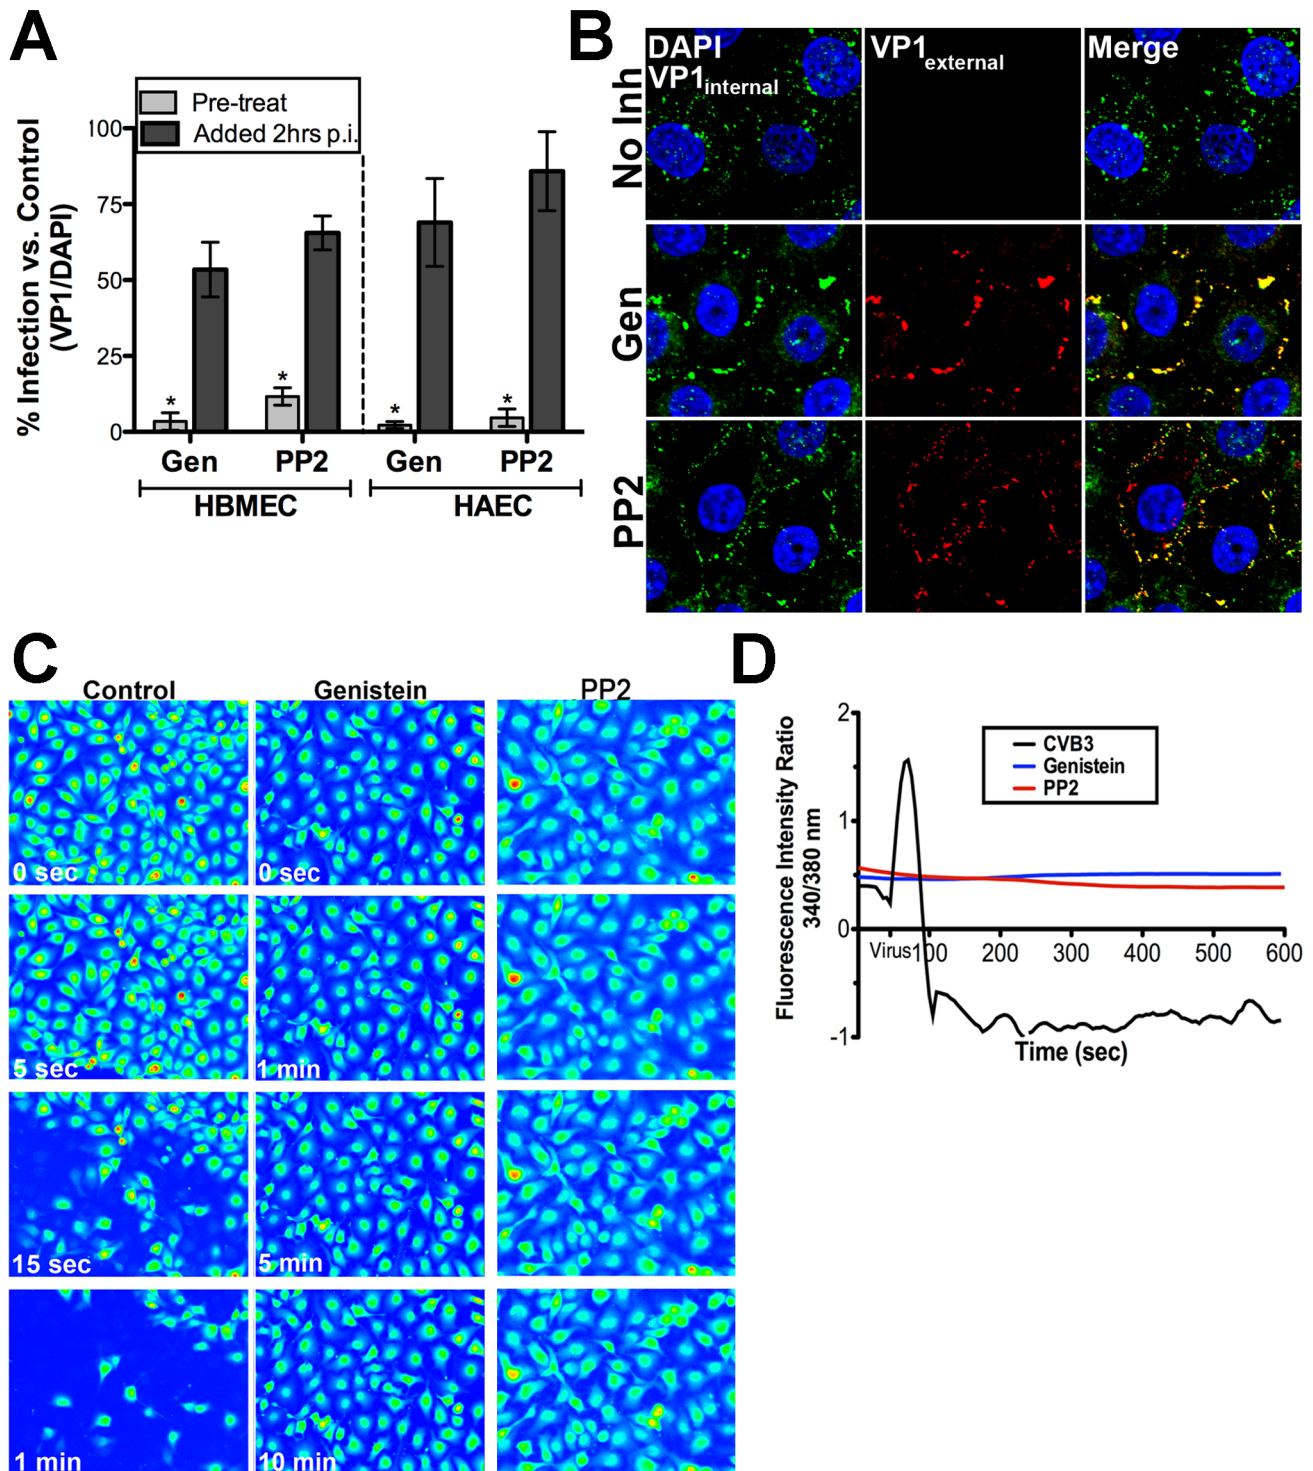 A
Pre-treat
Added 2hrs p.i.
% Infection vs. Control
(VP1/DAPI)
100
75
50
25
0
*
*
*
*
Gen
PP2
Gen
PP2
HBMEC
HAEC
B
DAPI
VP1internal
VP1external
Merge
No Inh
Gen
PP2
C
Control
Genistein
PP2
0 sec
0 sec
5 sec
1 min
15 sec
5 min
1 min
10 min
D
Fluorescence Intensity Ratio
340/380 nm
2
1
0
-1
CVB3
Genistein
PP2
Virus
100
200
300
400
500
600
Time (sec)